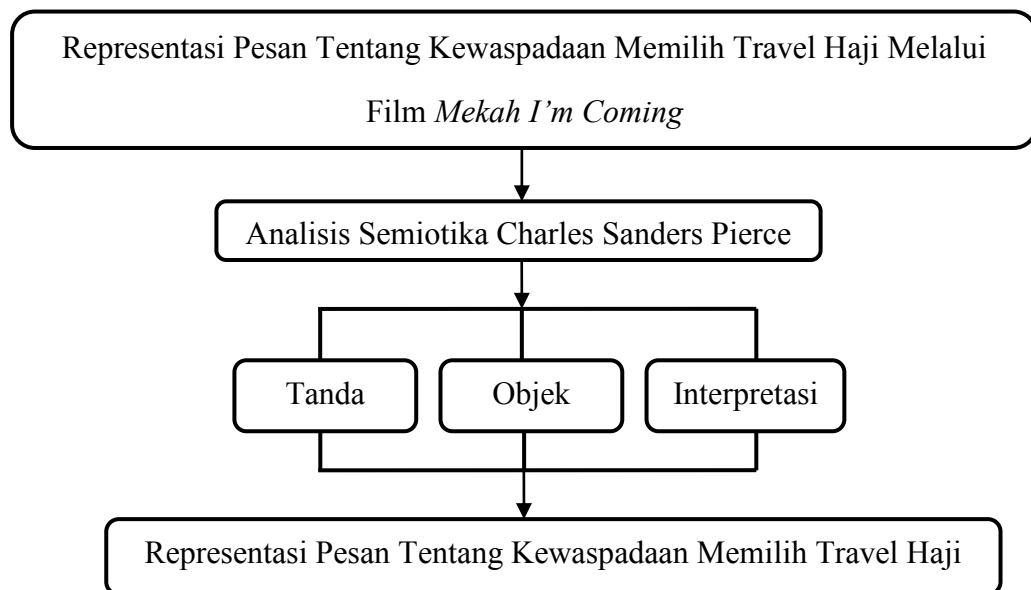 Representasi Pesan Tentang Kewaspadaan Memilih Travel Haji Melalui
Film Mekah I’m Coming
Analisis Semiotika Charles Sanders Pierce
Tanda
Objek
Interpretasi
Representasi Pesan Tentang Kewaspadaan Memilih Travel Haji